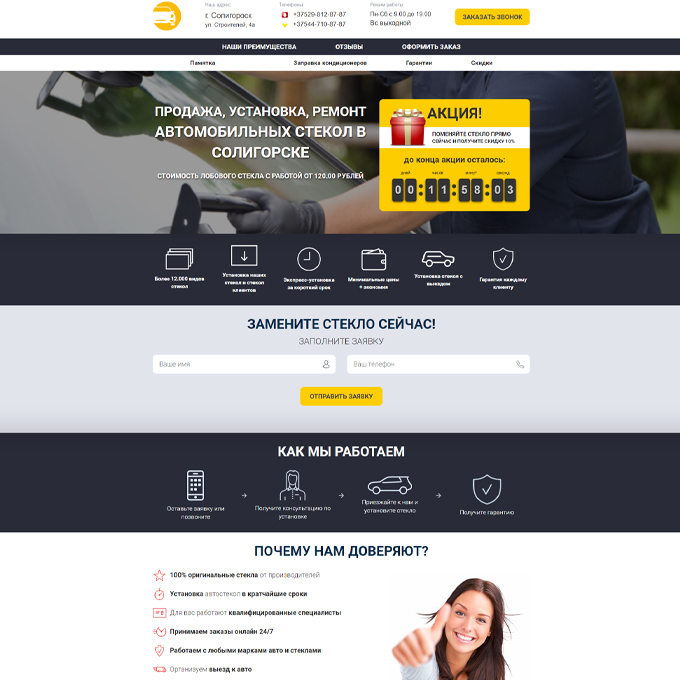 Наш адрес:
г. Солигорск
ул. Строителей, 4а
Телефоны:
+37529-812-87-87
+37544-710-87-87
Режим работы:
Пн-Сб с 9.00 до 19.00
Вс выходной
ЗАКАЗАТЬ ЗВОНОК
НАШИ ПРЕИМУЩЕСТВА ОТЗЫВЫ ОФОРМИТЬ ЗАКАЗ
Памятка Заправка кондиционеров Гарантия Скидки
ПРОДАЖА, УСТАНОВКА, РЕМОНТ
АВТОМОБИЛЬНЫХ СТЕКОЛ В
СОЛИГОРСКЕ
СТОИМОСТЬ ЛОБОВОГО СТЕКЛА С РАБОТОЙ ОТ 120.00 РУБЛЕЙ
АКЦИЯ!
ПОМЕНЯЙТЕ СТЕКЛО ПРЯМО
СЕЙЧАС И ПОЛУЧИТЕ СКИДКУ 10%
до конца акции осталось:
дней часов минут секунд
00:11:58:03
Более 12.000 видов
стекол
Установка наших
стекол и стекол
клиентов
Экспресс-установка
за короткий срок
Минимальные цены
= экономия
Установка стекол с
выездом
Гарантия каждому
клиенту
ЗАМЕНИТЕ СТЕКЛО СЕЙЧАС!
ЗАПОЛНИТЕ ЗАЯВКУ
Ваше имя
Ваш телефон
ОТПРАВИТЬ ЗАЯВКУ
КАК МЫ РАБОТАЕМ
Оставьте заявку или
позвоните
Получите консультацию по
установке
Приезжайте к нам и
установите стекло
Получите гарантию
ПОЧЕМУ НАМ ДОВЕРЯЮТ?
100% оригинальные стекла от производителей
Установка автостекол в кратчайшие сроки
Для вас работают квалифицированные специалисты
Принимаем заказы онлайн 24/7
Работаем с любыми марками авто и стеклами
Организуем выезд к авто